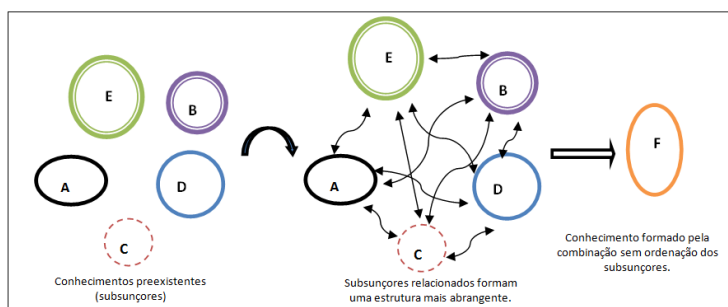 E
B
A
D
C
Conhecimentos preexistentes
(subsunçores)
E
B
A
D
C
Subsunçores relacionados formam
uma estrutura mais abrangente.
F
Conhecimento formado pela
combinação sem ordenação dos
subsunçores.